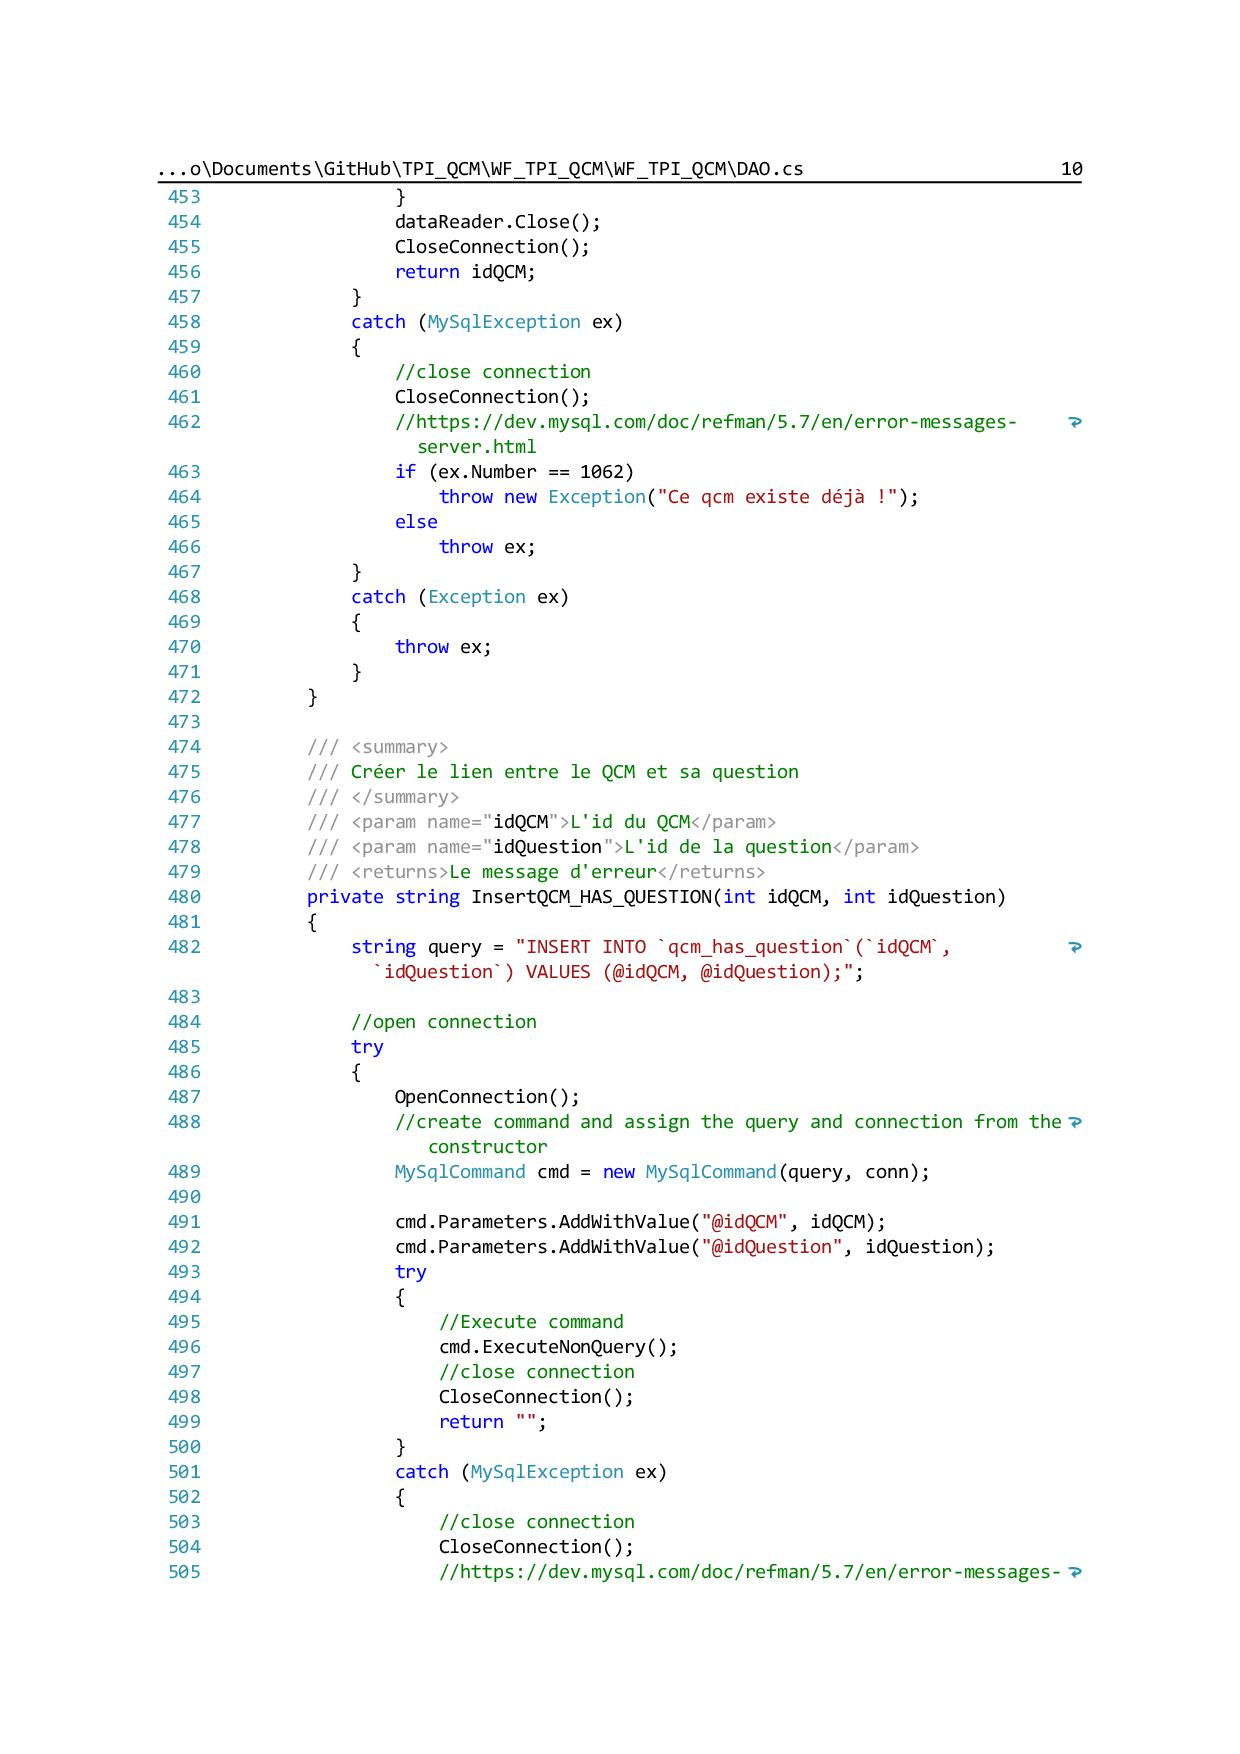 ...o\Documents\GitHub\TPI_QCM\WF_TPI_QCM\WF_TPI_QCM\DAO.cs 10
453                 }
454                 dataReader.Close();
455                 CloseConnection();
456                 return idQCM;
457             }
458             catch (MySqlException ex)
459             {
460                 //close connection
461                 CloseConnection();
462                 //https://dev.mysql.com/doc/refman/5.7/en/error-messages-
                  server.html
463                 if (ex.Number == 1062)
464                     throw new Exception("Ce qcm existe déjà !");
465                 else
466                     throw ex;
467             }
468             catch (Exception ex)
469             {
470                 throw ex;
471             }
472         }
473
474         /// <summary>
475         /// Créer le lien entre le QCM et sa question
476         /// </summary>
477         /// <param name="idQCM">L'id du QCM</param>
478         /// <param name="idQuestion">L'id de la question</param>
479         /// <returns>Le message d'erreur</returns>
480         private string InsertQCM_HAS_QUESTION(int idQCM, int idQuestion)
481         {
482             string query = "INSERT INTO `qcm_has_question`(`idQCM`,
              `idQuestion`) VALUES (@idQCM, @idQuestion);";
483
484             //open connection
485             try
486             {
487                 OpenConnection();
488                 //create command and assign the query and connection from the
                   constructor
489                 MySqlCommand cmd = new MySqlCommand(query, conn);
490
491                 cmd.Parameters.AddWithValue("@idQCM", idQCM);
492                 cmd.Parameters.AddWithValue("@idQuestion", idQuestion);
493                 try
494                 {
495                     //Execute command
496                     cmd.ExecuteNonQuery();
497                     //close connection
498                     CloseConnection();
499                     return "";
500                 }
501                 catch (MySqlException ex)
502                 {
503                     //close connection
504                     CloseConnection();
505                     //https://dev.mysql.com/doc/refman/5.7/en/error-messages-